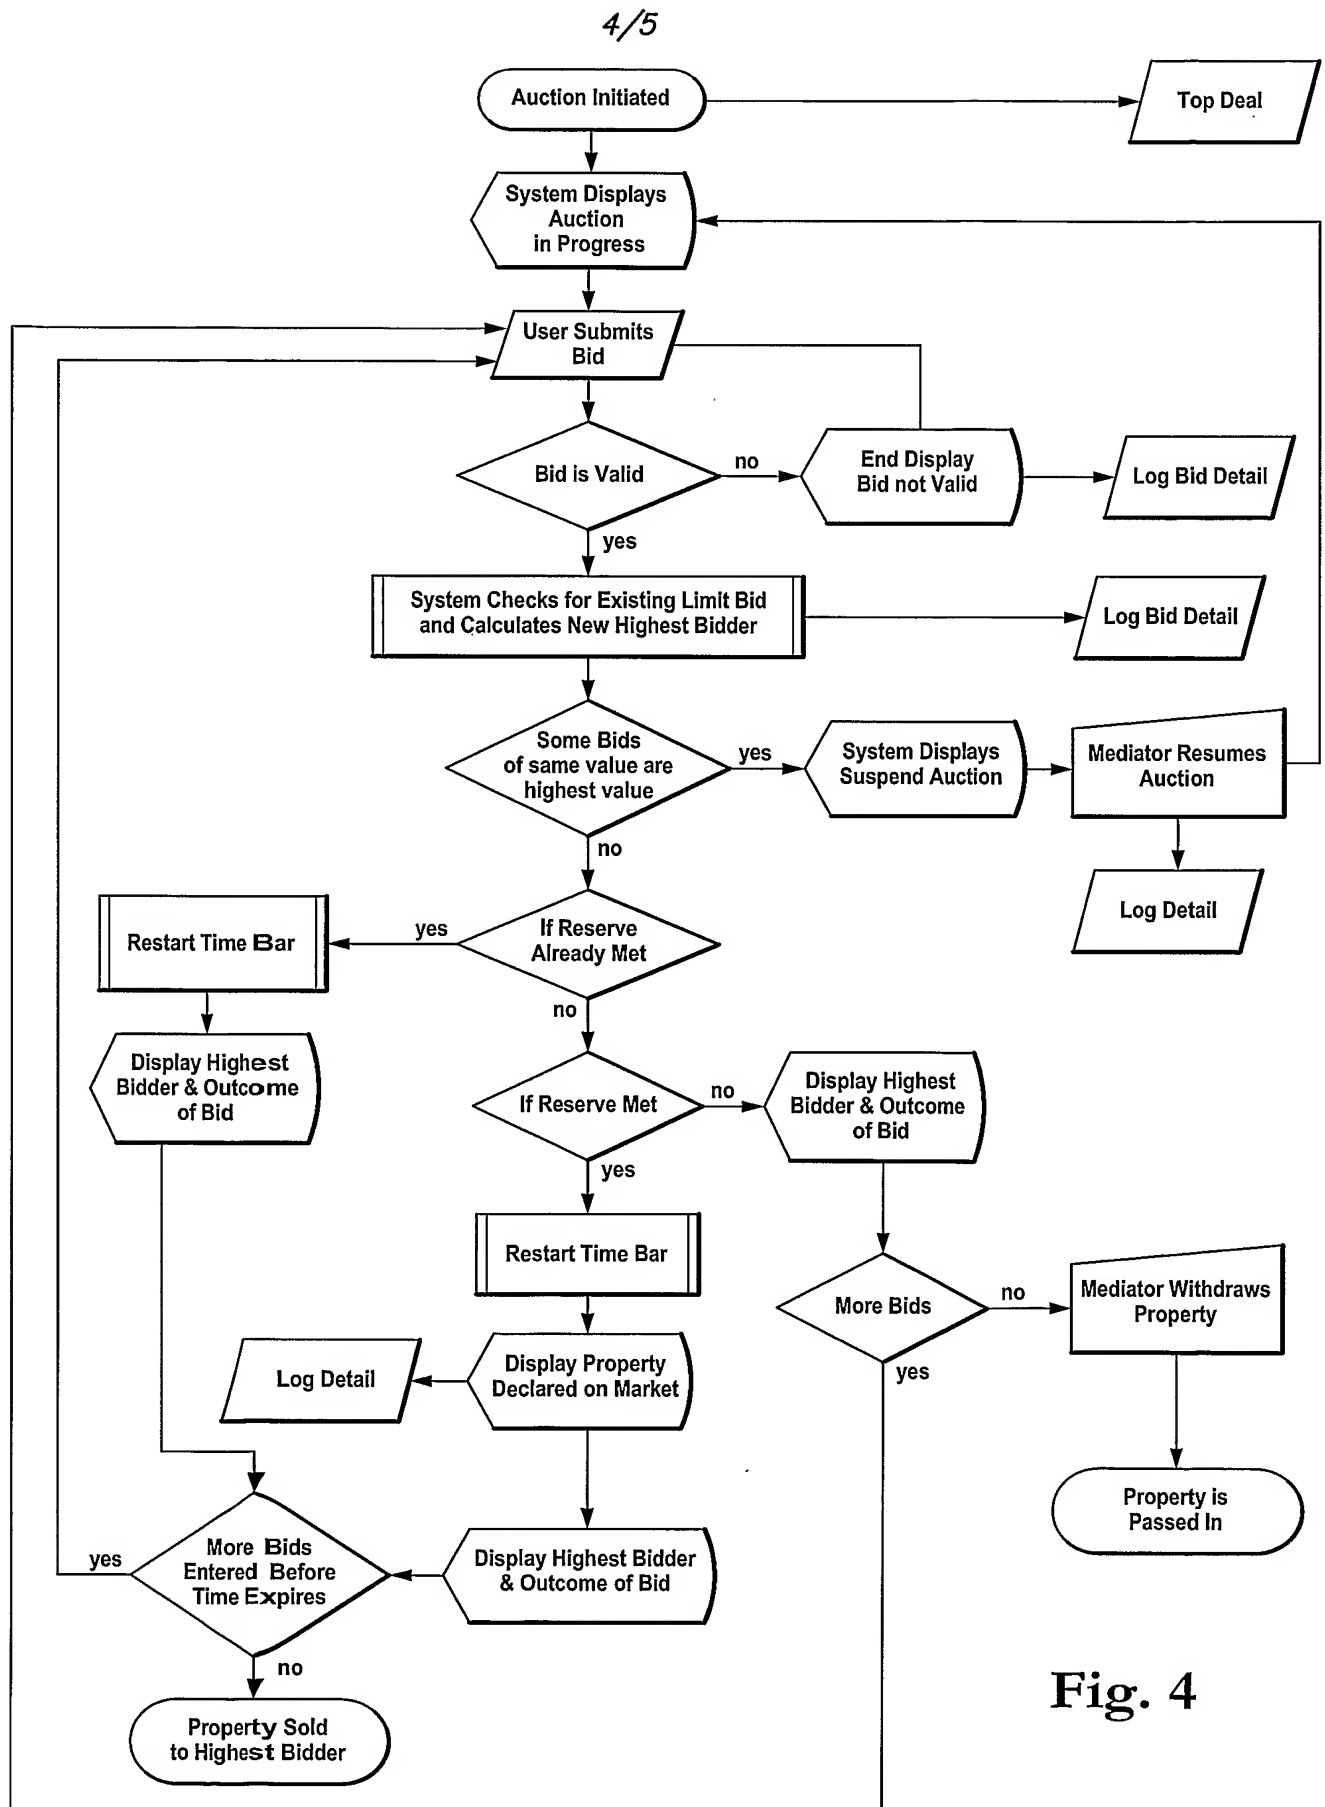 4/5
Auction Initiated
Top Deal
System Displays
Auction
in Progress
User Submits
Bid
Bid is Valid
no
End Display
Bid not Valid
Log Bid Detail
yes
System Checks for Existing Limit Bid
and Calculates New Highest Bidder
Log Bid Detail
Some Bids
of same value are
highest value
yes
System Displays
Suspend Auction
Mediator Resumes
Auction
no
Log Detail
If Reserve
Already Met
yes
Restart Time Bar
no
Display Highest
Bidder & Outcome
of Bid
If Reserve Met
no
Display Highest
Bidder & Outcome
of Bid
yes
Restart Time Bar
More Bids
no
Mediator Withdraws
Property
yes
Display Property
Declared on Market
Log Detail
Property is
Passed In
More Bids
Entered Before
Time Expires
yes
Display Highest Bidder
& Outcome of Bid
no
Property Sold
to Highest Bidder
Fig. 4